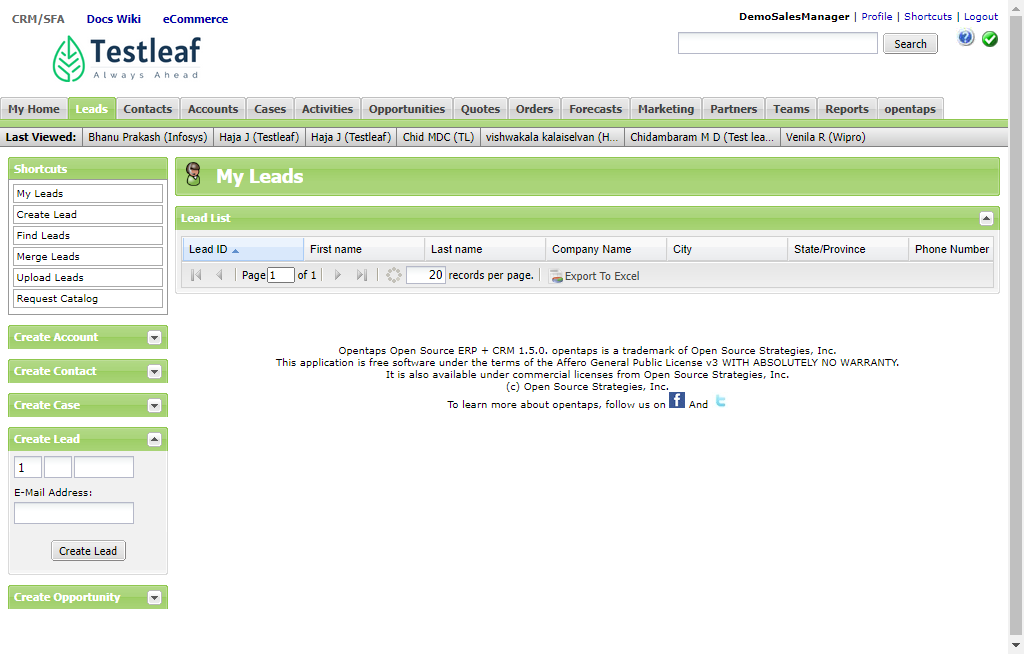 CRM/SFA Docs Wiki eCommerce
DemoSalesManager | Profile | Shortcuts | Logout
Testleaf
Always Ahead
Search
My Home Leads Contacts Accounts Cases Activities Opportunities Quotes Orders Forecasts Marketing Partners Teams Reports opentaps
Last Viewed: Bhanu Prakash (Infosys) Haja J (Testleaf) Haja J (Testleaf) Chid MDC (TL) vishwakala kalaiselvan (H... Chidambaram M D (Test lea... Venila R (Wipro)
Shortcuts
My Leads
Create Lead
Find Leads
Merge Leads
Upload Leads
Request Catalog
Create Account
Create Contact
Create Case
Create Lead
1
E-Mail Address:
Create Lead
Create Opportunity
My Leads
Lead List
Lead ID First name Last name Company Name City State/Province Phone Number
Page 1 of 1 20 records per page. Export To Excel
Opentaps Open Source ERP + CRM 1.5.0. opentaps is a trademark of Open Source Strategies, Inc.
This application is free software under the terms of the Affero General Public License v3 WITH ABSOLUTELY NO WARRANTY.
It is also available under commercial licenses from Open Source Strategies, Inc.
(c) Open Source Strategies, Inc.
To learn more about opentaps, follow us on f And t